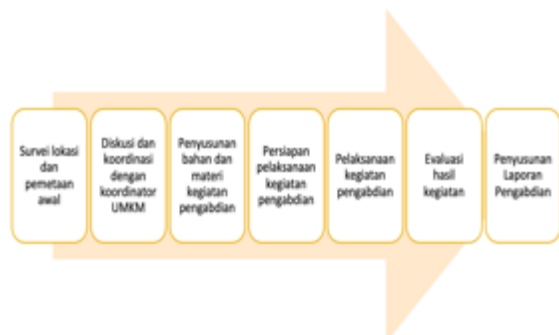 Survei lokasi
dan
pemetaan
awal
Diskusi dan
koordinasi
dengan
koordinator
UMKM
Penyusunan
bahan dan
materi
kegiatan
pengabdian
Persiapan
pelaksanaan
kegiatan
pengabdian
Pelaksanaan
kegiatan
pengabdian
Evaluasi
hasil
kegiatan
Penyusunan
Laporan
Pengabdian